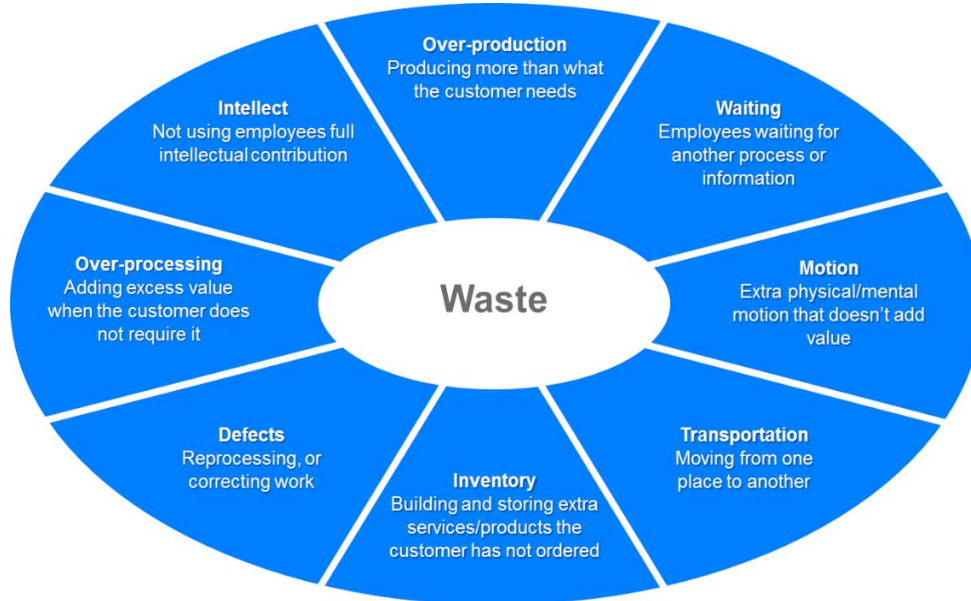 Over-production
Producing more than what
the customer needs
Waiting
Employees waiting for
another process or
information
Motion
Extra physical/mental
motion that doesn’t add
value
Transportation
Moving from one
place to another
Inventory
Building and storing extra
services/products the
customer has not ordered
Defects
Reprocessing, or
correcting work
Over-processing
Adding excess value
when the customer does
not require it
Intellect
Not using employees full
intellectual contribution
Waste